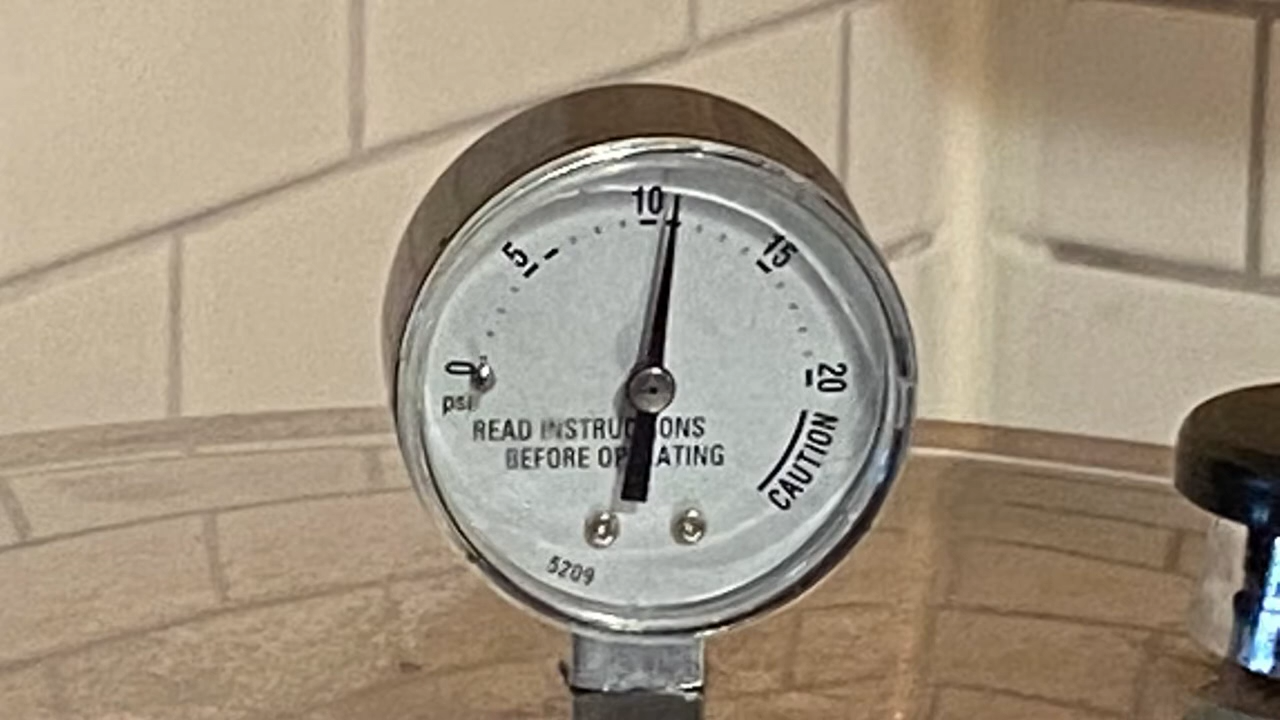 10
5
15
0
20
psi
READ INSTRUCTIONS
BEFORE OPERATING
CAUTION
5209